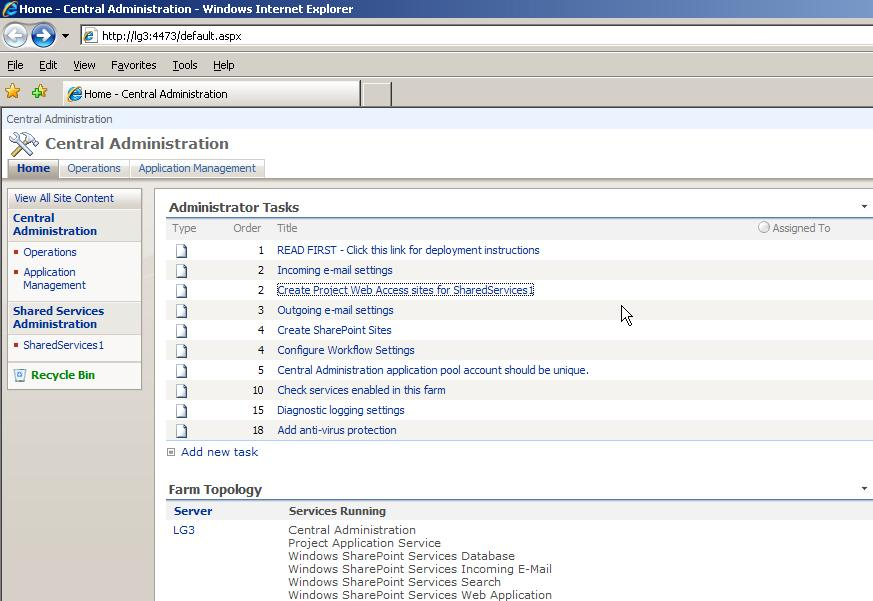 Home - Central Administration - Windows Internet Explorer
http://lg3:4473/default.aspx
File Edit View Favorites Tools Help
Home - Central Administration
Central Administration
Central Administration
Home Operations Application Management
View All Site Content
Central
Administration
Operations
Application
Management
Shared Services
Administration
SharedServices1
Recycle Bin
Administrator Tasks
Type Order Title Assigned To
1 READ FIRST - Click this link for deployment instructions
2 Incoming e-mail settings
2 Create Project Web Access sites for SharedServices1
3 Outgoing e-mail settings
4 Create SharePoint Sites
4 Configure Workflow Settings
5 Central Administration application pool account should be unique.
10 Check services enabled in this farm
15 Diagnostic logging settings
18 Add anti-virus protection
Add new task
Farm Topology
Server Services Running
LG3 Central Administration
Project Application Service
Windows SharePoint Services Database
Windows SharePoint Services Incoming E-Mail
Windows SharePoint Services Search
Windows SharePoint Services Web Application